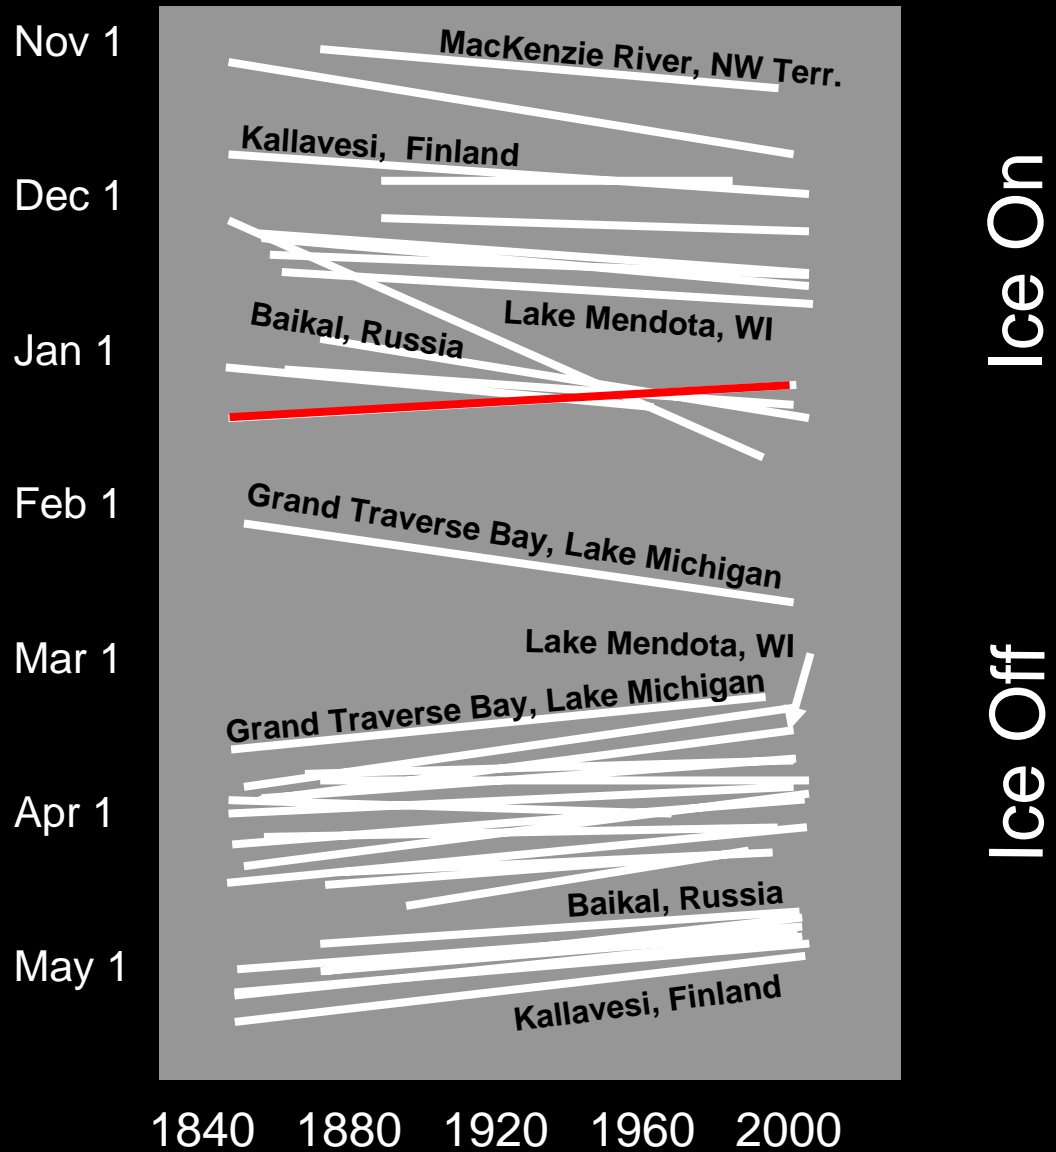 Nov 1
MacKenzie River, NW Terr.
Kallavesi, Finland
Dec 1
Ice On
Lake Mendota, WI
Baikal, Russia
Jan 1
Feb 1
Grand Traverse Bay, Lake Michigan
Mar 1
Lake Mendota, WI
Grand Traverse Bay, Lake Michigan
Ice Off
Apr 1
Baikal, Russia
May 1
Kallavesi, Finland
1840 1880 1920 1960 2000